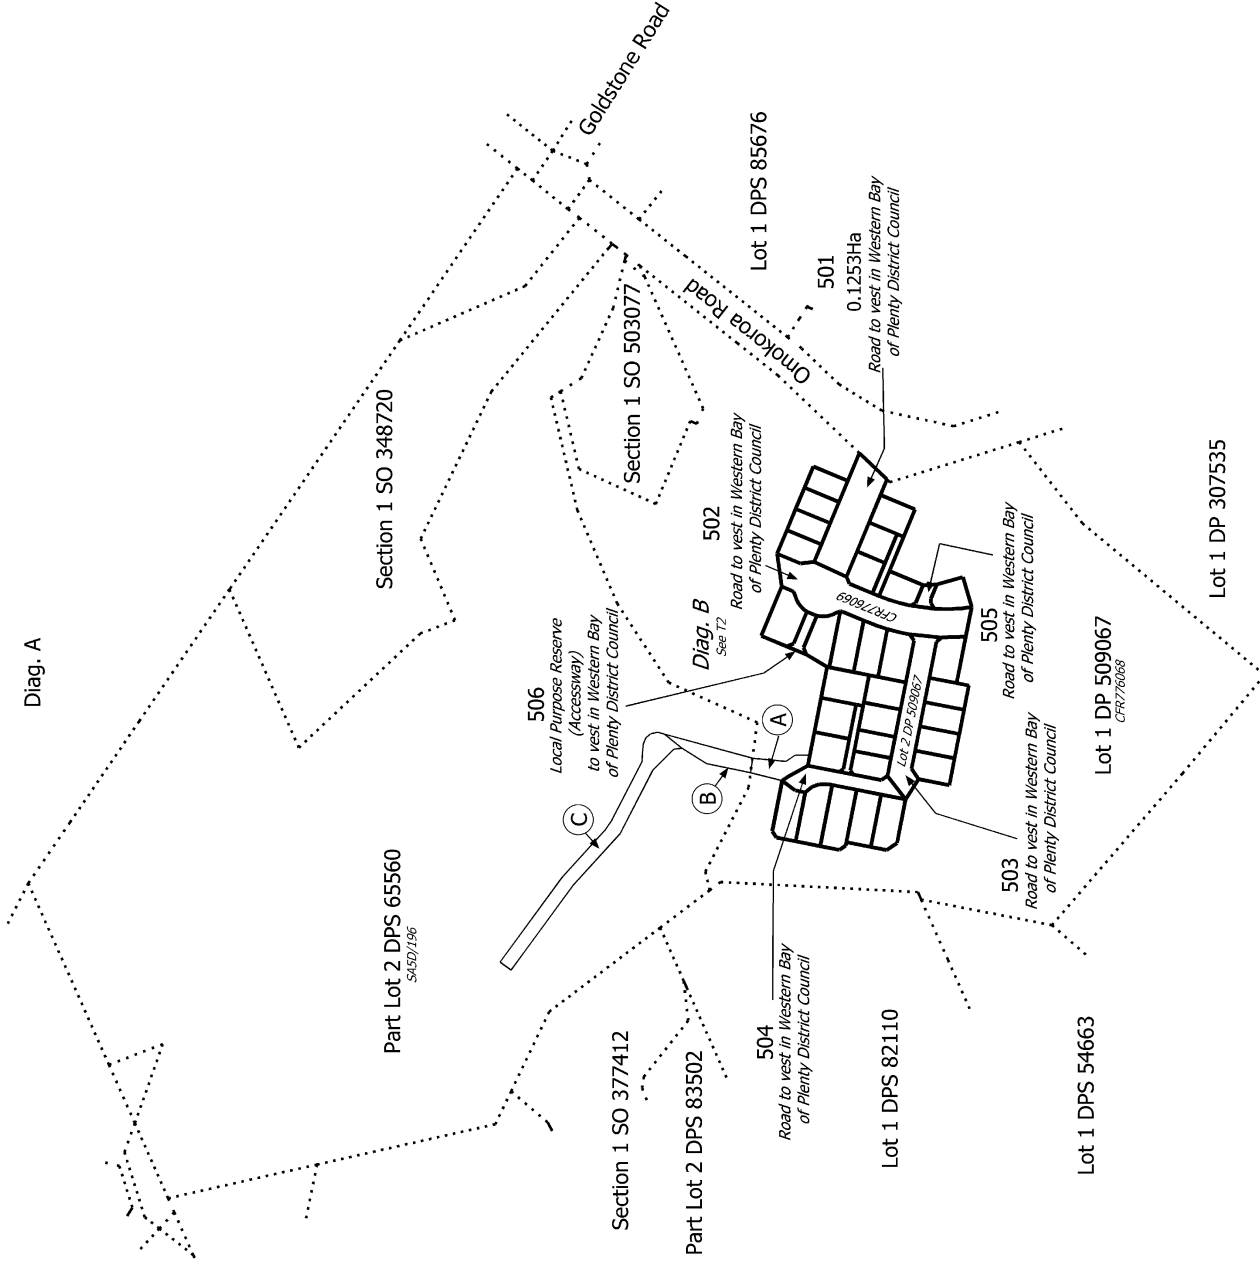 Diag. A
Goldstone Road
Omokoroa Road
Section 1 SO 348720
Section 1 SO 503077
Lot 1 DPS 85676
501
0.1253Ha
Road to vest in Western Bay
of Plenty District Council
502
Road to vest in Western Bay
of Plenty District Council
Diag. B
See T2
506
Local Purpose Reserve
(Accessway)
to vest in Western Bay
of Plenty District Council
CFR776069
Lot 2 DP 509067
505
Road to vest in Western Bay
of Plenty District Council
Lot 1 DP 307535
Lot 1 DP 509067
CFR776068
A
B
C
Part Lot 2 DPS 65560
SA5D/196
503
Road to vest in Western Bay
of Plenty District Council
504
Road to vest in Western Bay
of Plenty District Council
Section 1 SO 377412
Part Lot 2 DPS 83502
Lot 1 DPS 82110
Lot 1 DPS 54663